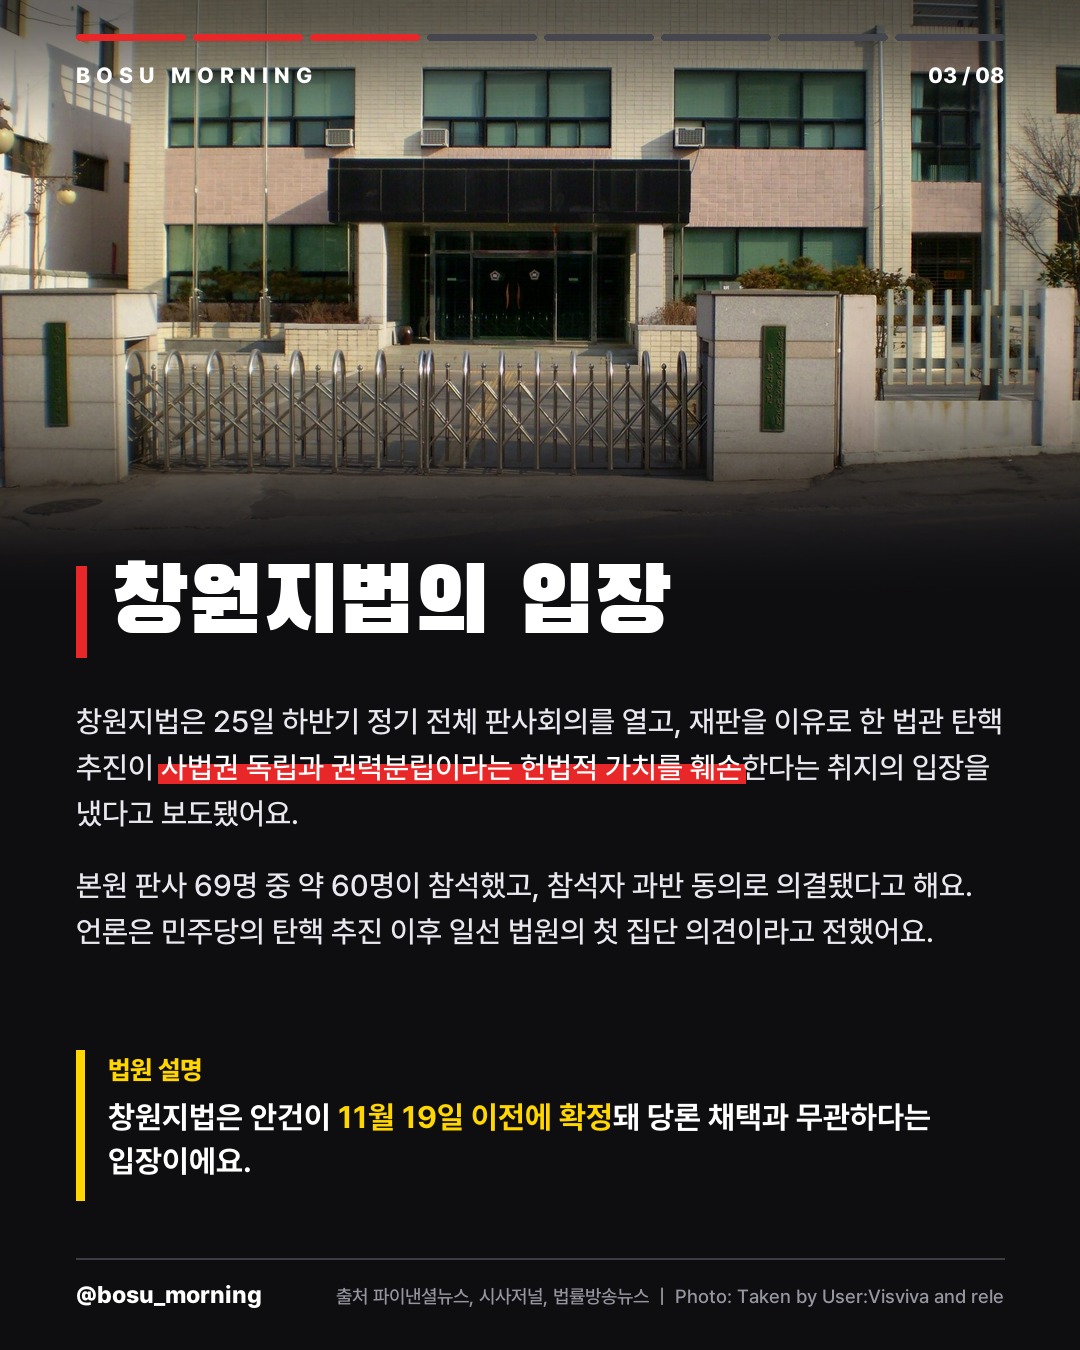 BOSU MORNING
03 / 08
창원지법의 입장
창원지법은 25일 하반기 정기 전체 판사회의를 열고, 재판을 이유로 한 법관 탄핵
추진이 사법권 독립과 권력분립이라는 헌법적 가치를 훼손한다는 취지의 입장을
냈다고 보도됐어요.
본원 판사 69명 중 약 60명이 참석했고, 참석자 과반 동의로 의결됐다고 해요.
언론은 민주당의 탄핵 추진 이후 일선 법원의 첫 집단 의견이라고 전했어요.
법원 설명
창원지법은 안건이 11월 19일 이전에 확정돼 당론 채택과 무관하다는
입장이에요.
@bosu_morning
출처 파이낸셜뉴스, 시사저널, 법률방송뉴스 | Photo: Taken by User:Visviva and rele